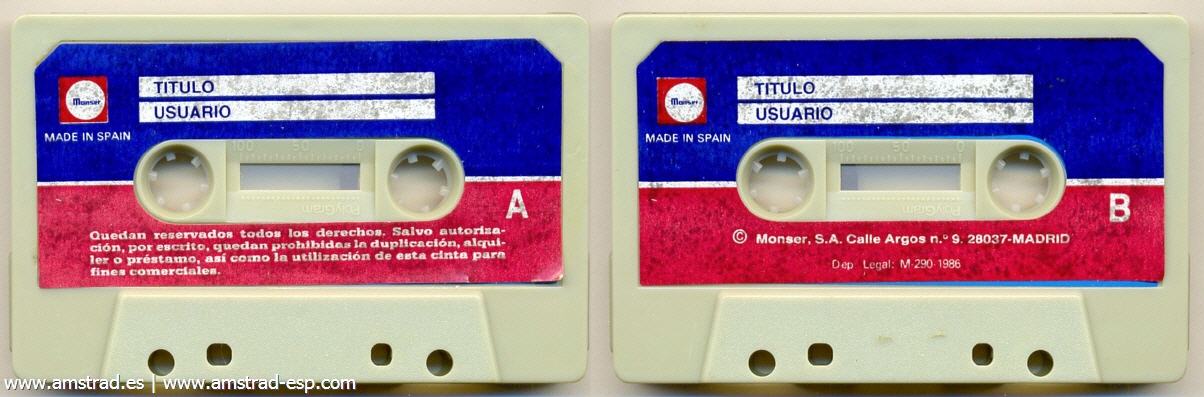 Monser
TITULO
USUARIO
MADE IN SPAIN
100 50 0
PolyGram
A
Quedan reservados todos los derechos. Salvo autoriza-
ción, por escrito, quedan prohibidas la duplicación, alqui-
ler o préstamo, así como la utilización de esta cinta para
fines comerciales.
Monser
TITULO
USUARIO
MADE IN SPAIN
100 50 0
PolyGram
B
© Monser, S.A. Calle Argos n.º 9. 28037-MADRID
Dep. Legal: M-290-1986
www.amstrad.es | www.amstrad-esp.com